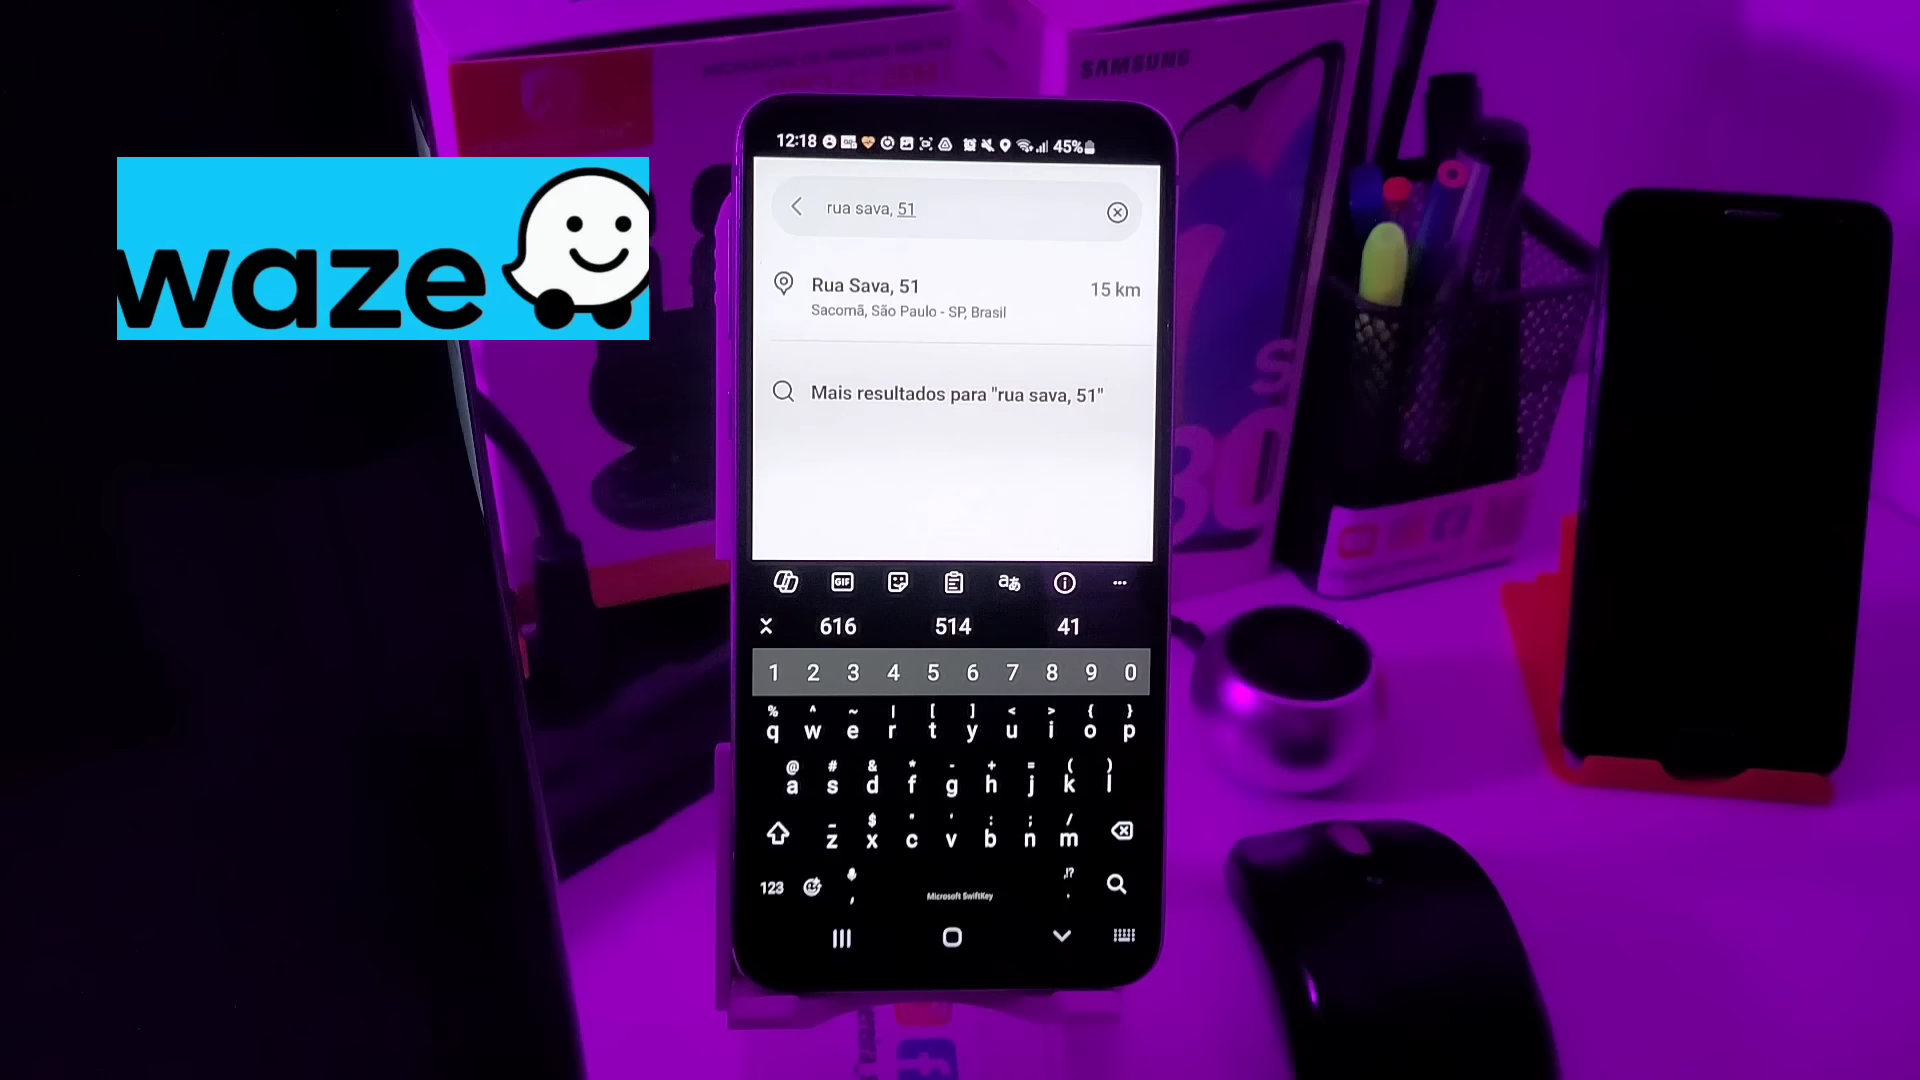 waze
SAMSUNG
12:18
45%
rua sava, 51
Rua Sava, 51
15 km
Sacomã, São Paulo - SP, Brasil
Mais resultados para "rua sava, 51"
GIF
616 514 41
1 2 3 4 5 6 7 8 9 0
% ^ ~ | [ ] < > { }
q w e r t y u i o p
@ # & * - + = ( )
a s d f g h j k l
_ $ " ' : ; /
z x c v b n m
,!?
123 , Microsoft SwiftKey .